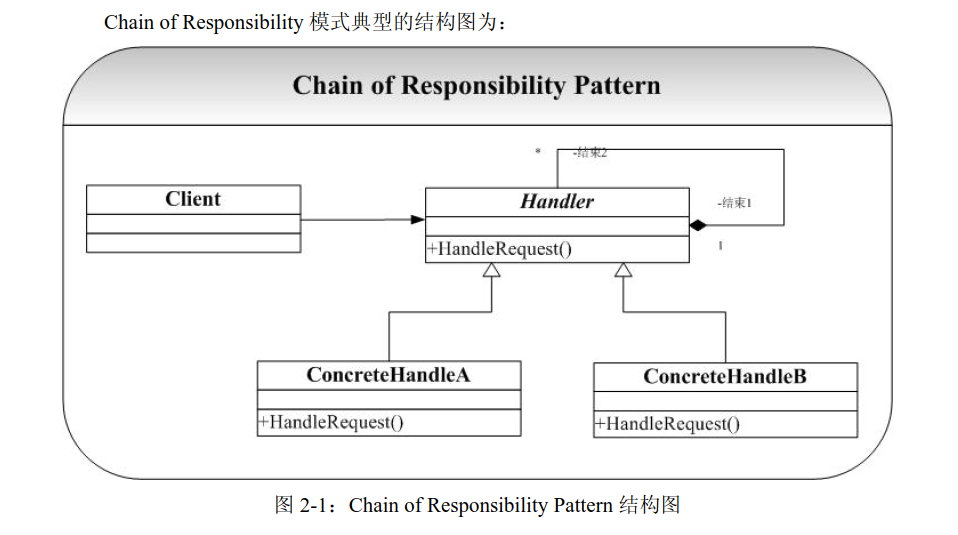 Chain of Responsibility 模式典型的结构图为：
Chain of Responsibility Pattern
* -结束2
Client
Handler
-结束1
+HandleRequest()
1
ConcreteHandleA
ConcreteHandleB
+HandleRequest()
+HandleRequest()
图 2-1：Chain of Responsibility Pattern 结构图